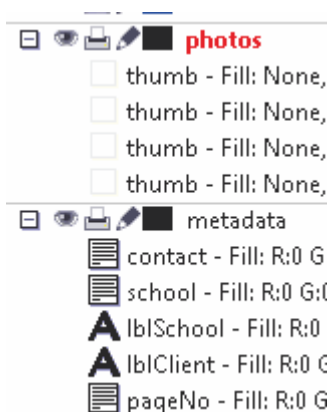 photos
thumb - Fill: None,
thumb - Fill: None,
thumb - Fill: None,
thumb - Fill: None,
metadata
contact - Fill: R:0 G
school - Fill: R:0 G:0
lblSchool - Fill: R:0
lblClient - Fill: R:0 G
pageNo - Fill: R:0 G